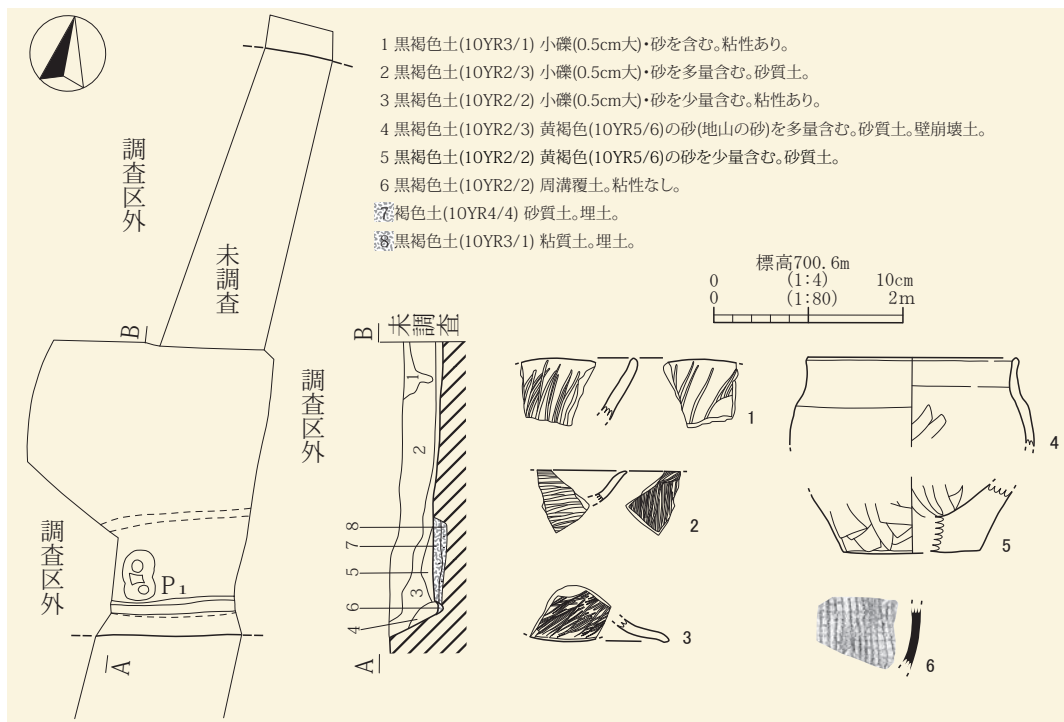 1 黒褐色土(10YR3/1) 小礫(0.5cm大)・砂を含む。粘性あり。
2 黒褐色土(10YR2/3) 小礫(0.5cm大)・砂を多量含む。砂質土。
3 黒褐色土(10YR2/2) 小礫(0.5cm大)・砂を少量含む。粘性あり。
4 黒褐色土(10YR2/3) 黄褐色(10YR5/6)の砂(地山の砂)を多量含む。砂質土。壁崩壊土。
5 黒褐色土(10YR2/2) 黄褐色(10YR5/6)の砂を少量含む。砂質土。
6 黒褐色土(10YR2/2) 周溝覆土。粘性なし。
7 褐色土(10YR4/4) 砂質土。埋土。
8 黒褐色土(10YR3/1) 粘質土。埋土。
調査区外
未調査
B
調査区外
調査区外
P1
A
B
未調査
1
2
8
7
5
3
6
4
A
標高700.6m
0 (1:4) 10cm
0 (1:80) 2m
1
2
3
4
5
6